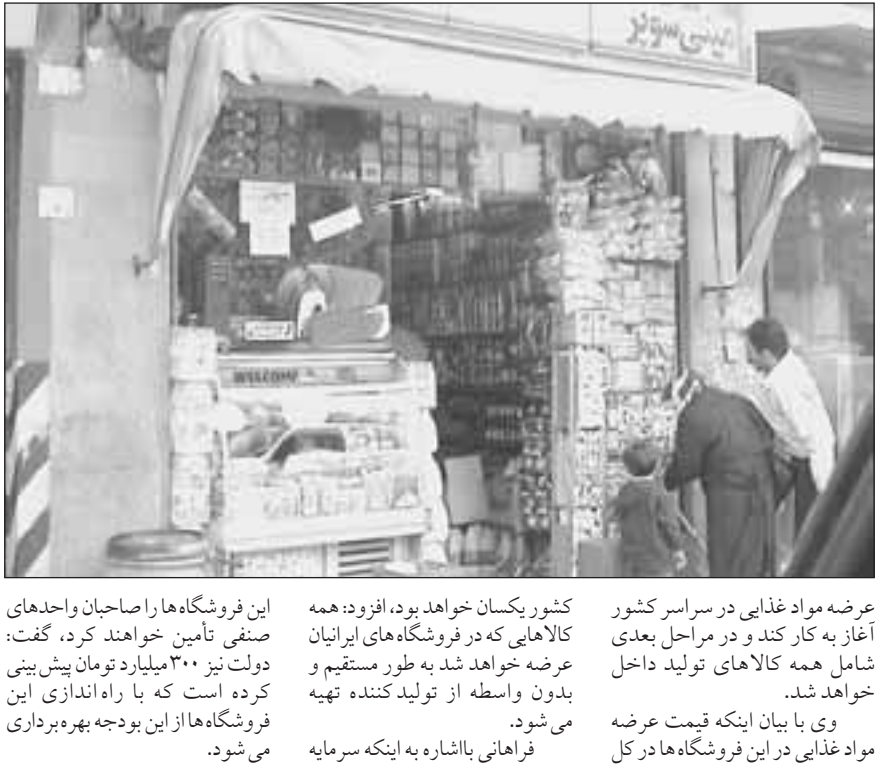 مینی سوپر
WELCOME
عرضه مواد غذایی در سراسر کشور
آغاز به کار کند و در مراحل بعدی
شامل همه کالاهای تولید داخل
خواهد شد.
وی با بیان اینکه قیمت عرضه
مواد غذایی در این فروشگاه‌ها در کل
کشور یکسان خواهد بود، افزود: همه
کالاهایی که در فروشگاه‌های ایرانیان
عرضه خواهد شد به طور مستقیم و
بدون واسطه از تولیدکننده تهیه
می‌شود.
فراهانی بااشاره به اینکه سرمایه
این فروشگاه‌ها را صاحبان واحدهای
صنفی تأمین خواهند کرد، گفت:
دولت نیز ۳۰۰ میلیارد تومان پیش‌بینی
کرده است که با راه‌اندازی این
فروشگاه‌ها از این بودجه بهره‌برداری
می‌شود.